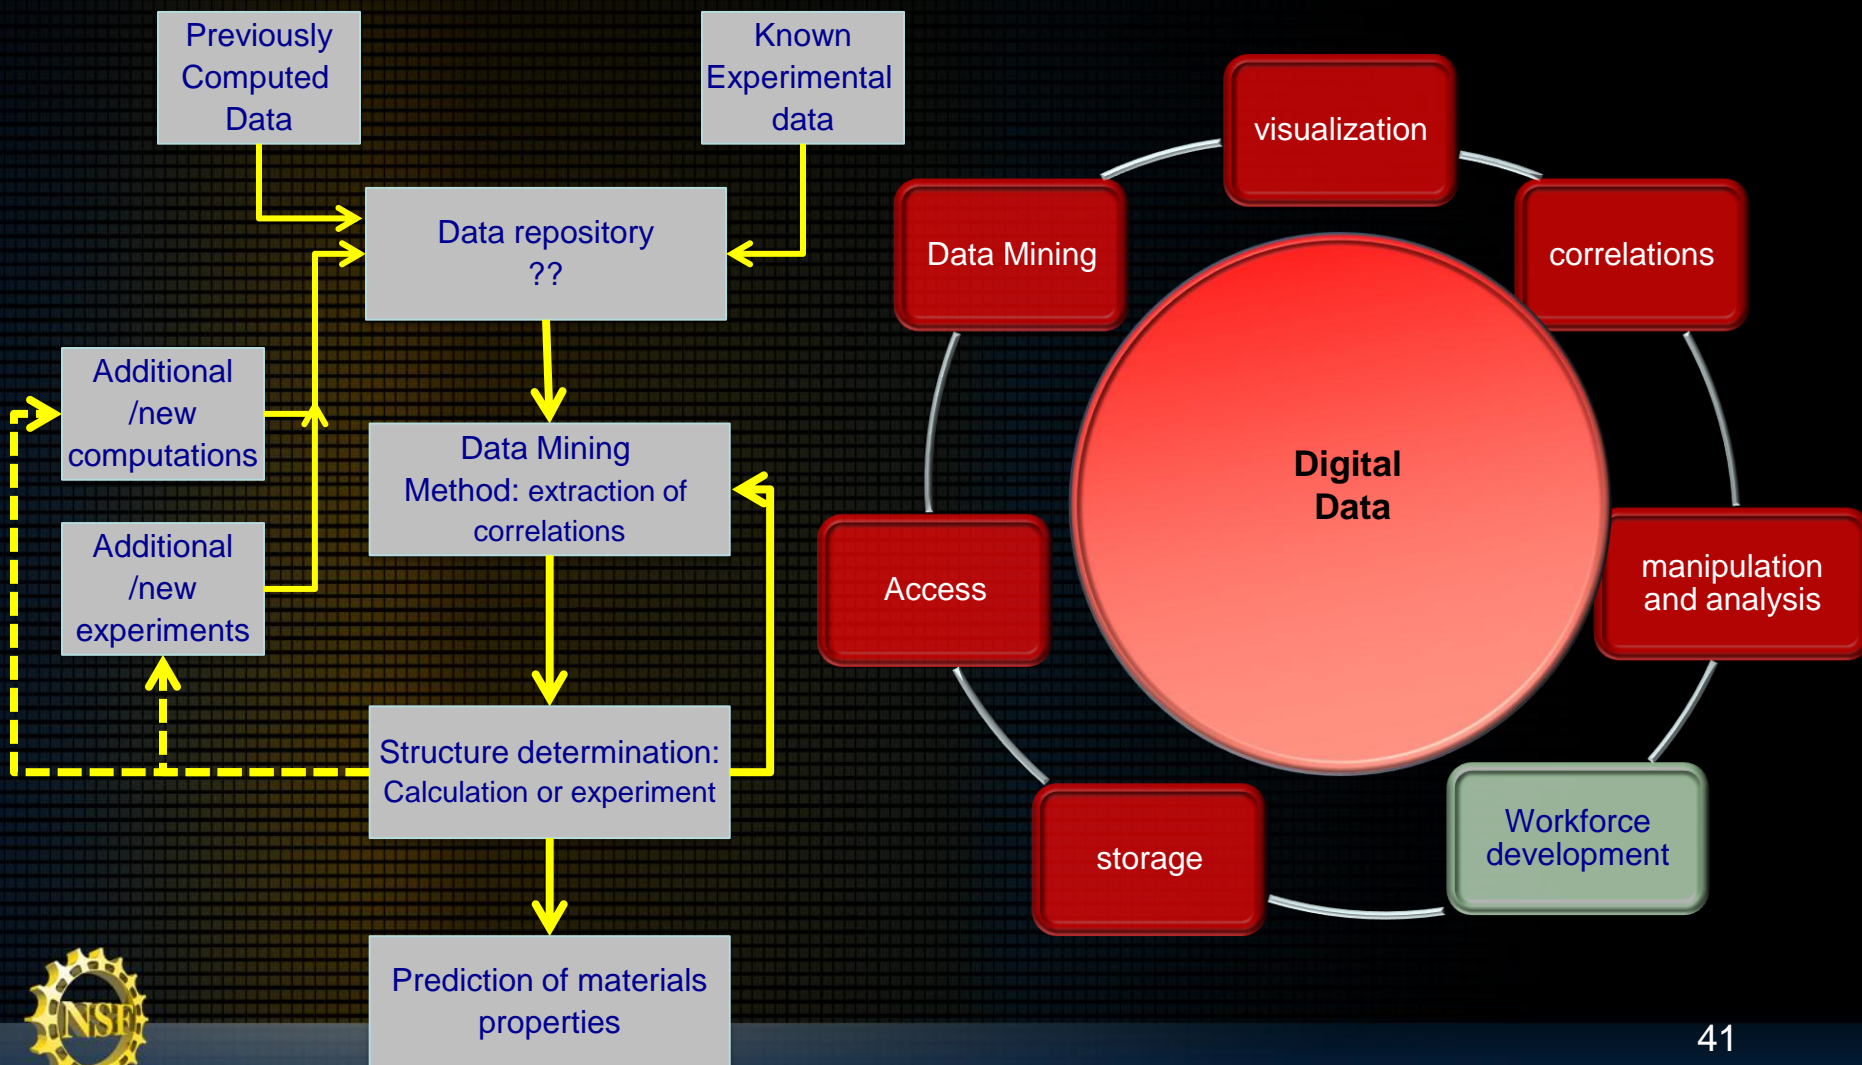 Previously
Computed
Data
Known
Experimental
data
Data repository
??
Additional
/new
computations
Data Mining
Method: extraction of
correlations
Additional
/new
experiments
Structure determination:
Calculation or experiment
Prediction of materials
properties
visualization
correlations
manipulation
and analysis
Workforce
development
storage
Access
Data Mining
Digital
Data
NSF
41